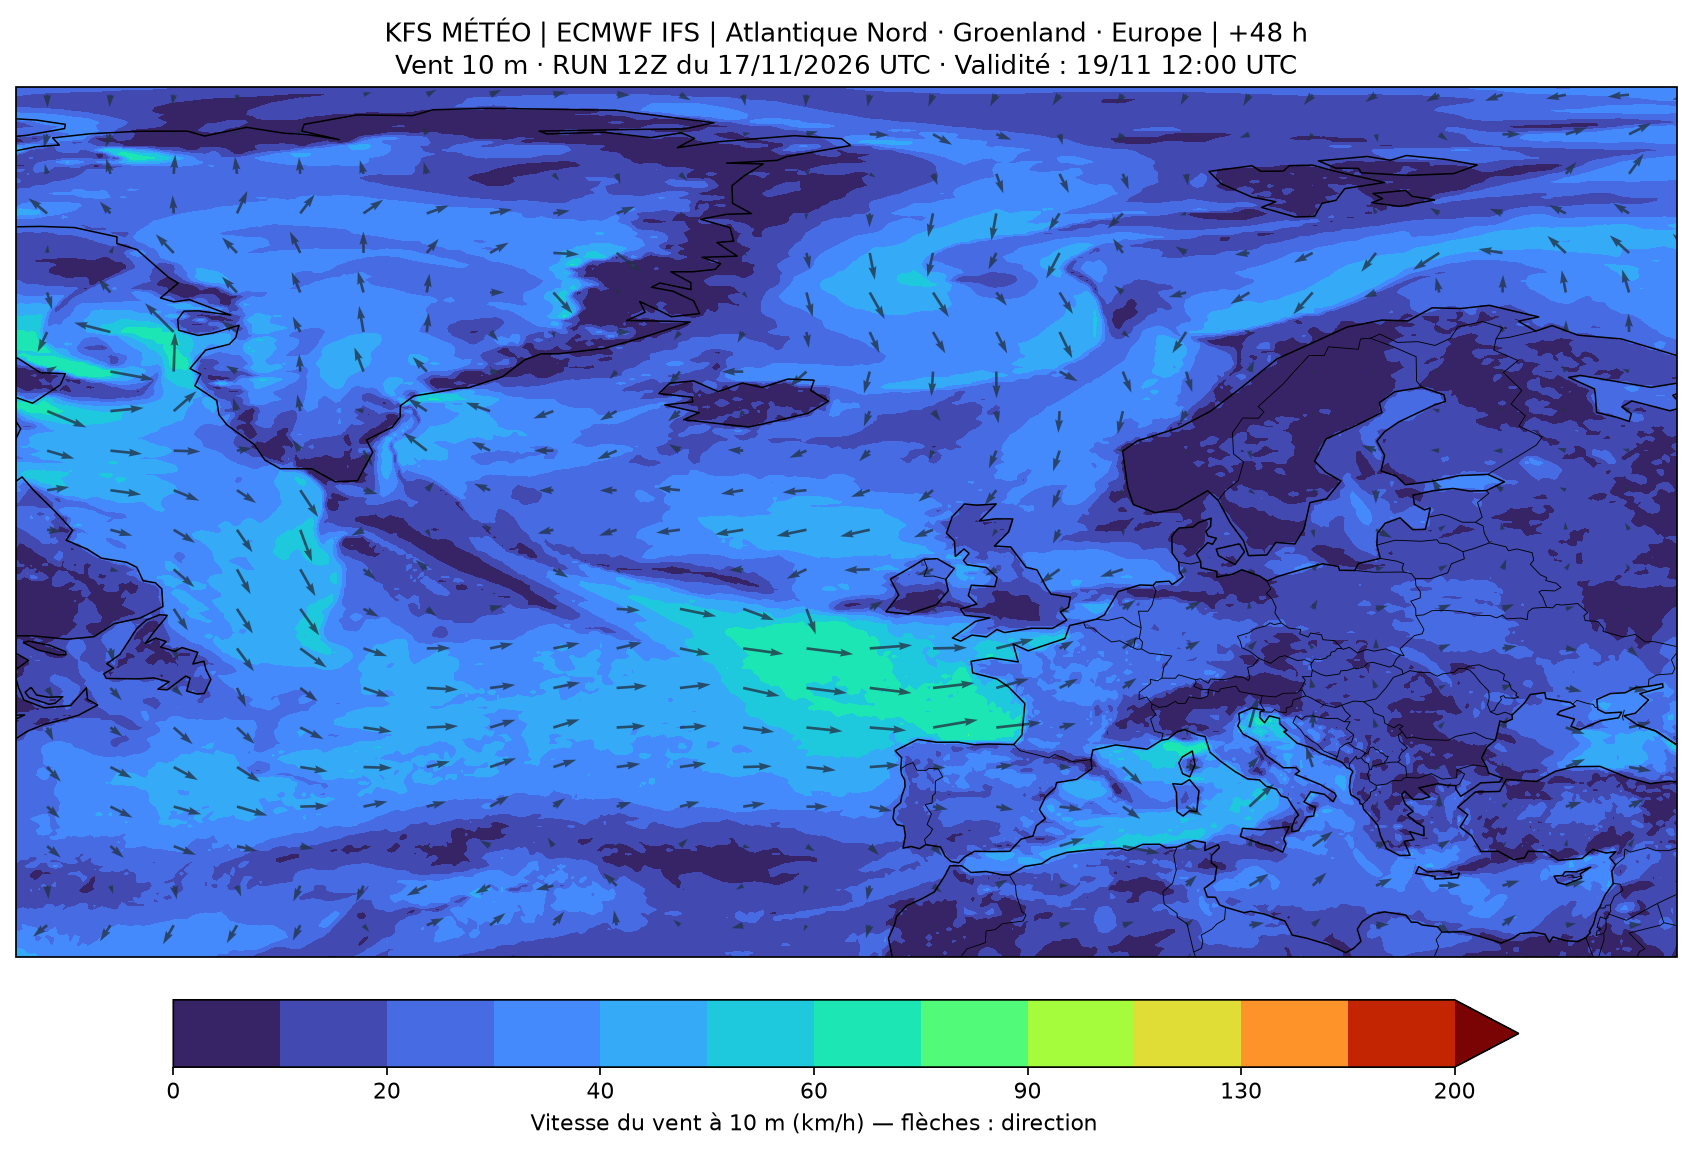 KFS MÉTÉO | ECMWF IFS | Atlantique Nord · Groenland · Europe | +48 h
Vent 10 m · RUN 12Z du 17/11/2026 UTC · Validité : 19/11 12:00 UTC
0 20 40 60 90 130 200
Vitesse du vent à 10 m (km/h) — flèches : direction